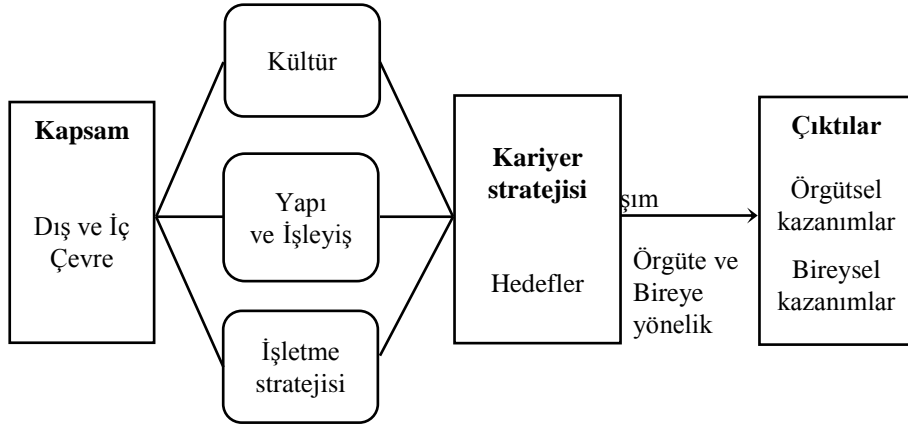 Kapsam
Dış ve İç
Çevre
Kültür
Yapı
ve İşleyiş
İşletme
stratejisi
Kariyer
stratejisi
Hedefler
şım
Örgüte ve
Bireye
yönelik
Çıktılar
Örgütsel
kazanımlar
Bireysel
kazanımlar